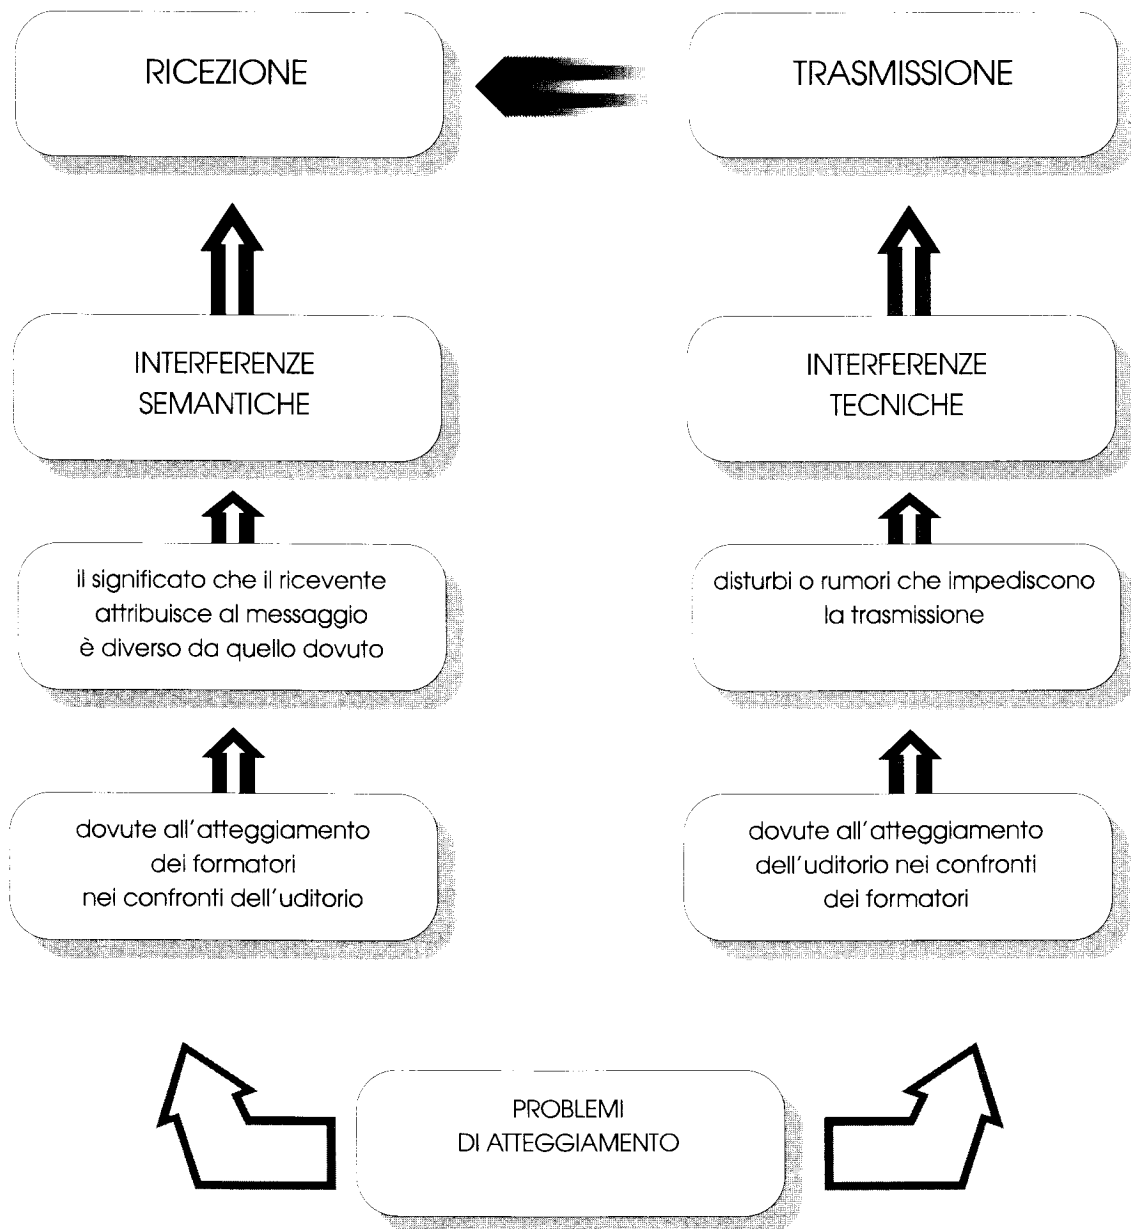 RICEZIONE
TRASMISSIONE
INTERFERENZE
SEMANTICHE
INTERFERENZE
TECNICHE
il significato che il ricevente
attribuisce al messaggio
è diverso da quello dovuto
disturbi o rumori che impediscono
la trasmissione
dovute all'atteggiamento
dei formatori
nei confronti dell'uditorio
dovute all'atteggiamento
dell'uditorio nei confronti
dei formatori
PROBLEMI
DI ATTEGGIAMENTO